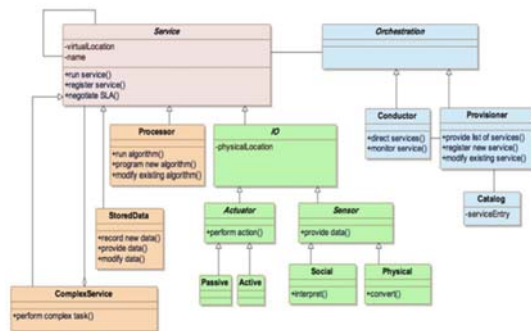 Service
-virtualLocation
-name
+run service()
+register service()
+negotiate SLA()
Orchestration
Processor
+run algorithm()
+program new algorithm()
+modify existing algorithm()
IO
-physicalLocation
Conductor
+direct services()
+monitor service()
Provisioner
+provide list of services()
+register new service()
+modify existing service()
StoredData
+record new data()
+provide data()
+modify data()
Actuator
+perform action()
Sensor
+provide data()
Catalog
-serviceEntry
Passive
Active
Social
+interpret()
Physical
+convert()
ComplexService
+perform complex task()